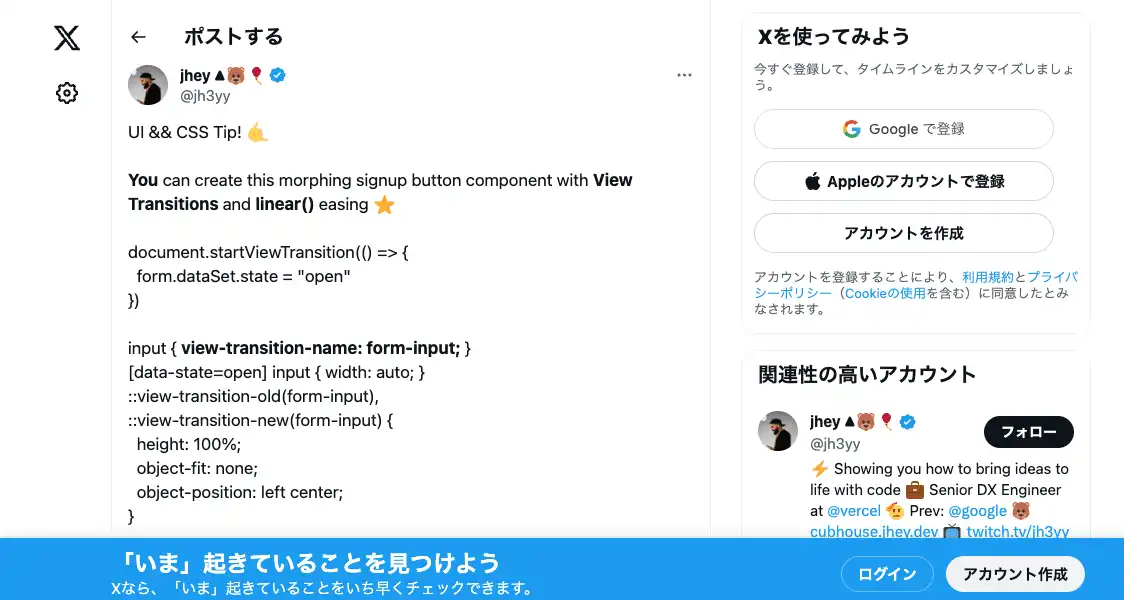 ポストする
jhey ▲🐻🎈
@jh3yy
UI && CSS Tip! 🤙
You can create this morphing signup button component with View
Transitions and linear() easing ⭐
document.startViewTransition(() => {
form.dataSet.state = "open"
})
input { view-transition-name: form-input; }
[data-state=open] input { width: auto; }
::view-transition-old(form-input),
::view-transition-new(form-input) {
height: 100%;
object-fit: none;
object-position: left center;
}
Xを使ってみよう
今すぐ登録して、タイムラインをカスタマイズしましょ
う。
Google で登録
Appleのアカウントで登録
アカウントを作成
アカウントを登録することにより、利用規約とプライバ
シーポリシー（Cookieの使用を含む）に同意したとみ
なされます。
関連性の高いアカウント
jhey ▲🐻🎈
@jh3yy
フォロー
⚡ Showing you how to bring ideas to
life with code 💼 Senior DX Engineer
at @vercel 🫡 Prev: @google 🐻
cubhouse.jhey.dev 📺 twitch.tv/jh3yy
「いま」起きていることを見つけよう
Xなら、「いま」起きていることをいち早くチェックできます。
ログイン
アカウント作成